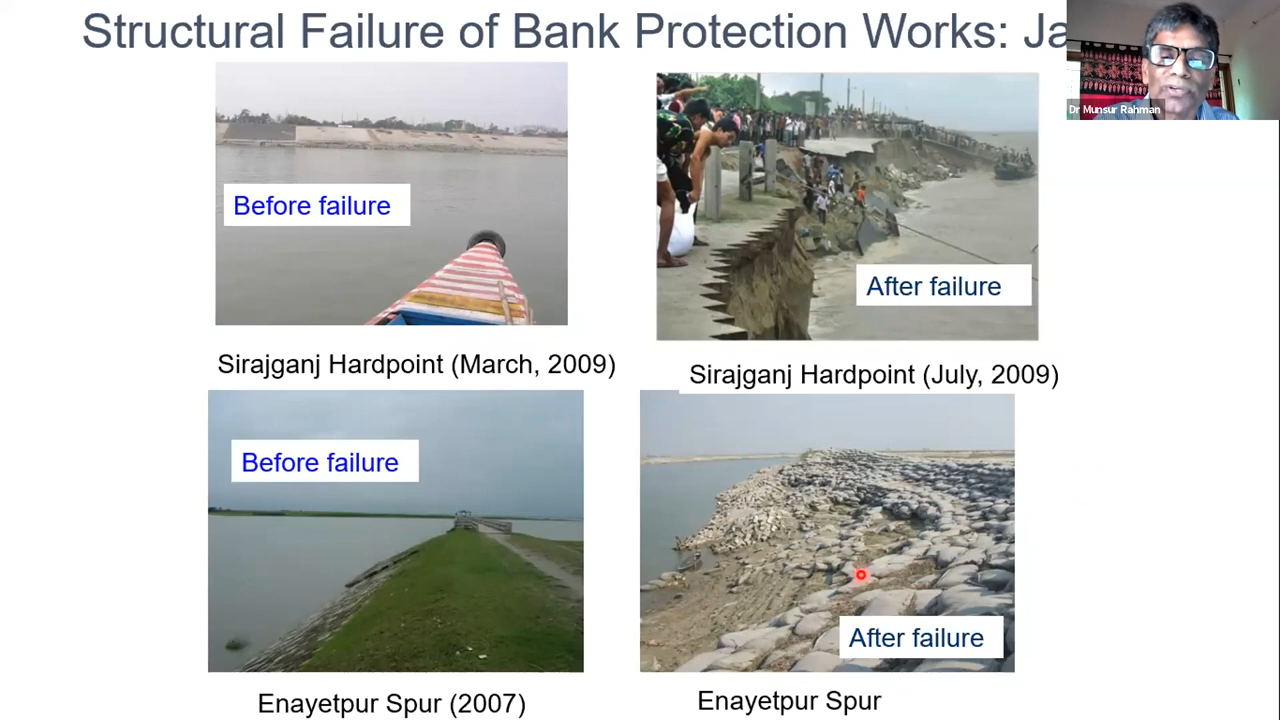 Structural Failure of Bank Protection Works: Ja
Dr Munsur Rahman
Before failure
After failure
Sirajganj Hardpoint (March, 2009)
Sirajganj Hardpoint (July, 2009)
Before failure
After failure
Enayetpur Spur (2007)
Enayetpur Spur